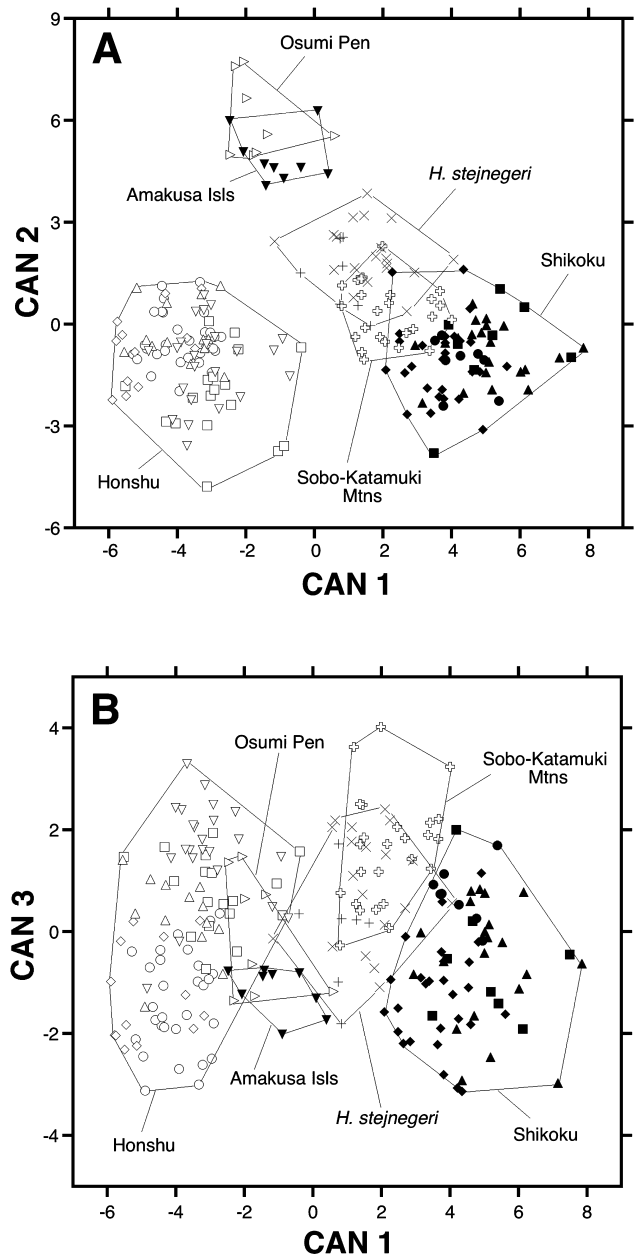 A
Osumi Pen
Amakusa Isls
H. stejnegeri
Shikoku
Honshu
Sobo-Katamuki
Mtns
CAN 2
9
6
3
0
-3
-6
-6 -4 -2 0 2 4 6 8
CAN 1
B
Osumi Pen
Sobo-Katamuki
Mtns
CAN 3
4
2
0
-2
-4
Amakusa Isls
H. stejnegeri
Honshu
Shikoku
-6 -4 -2 0 2 4 6 8
CAN 1